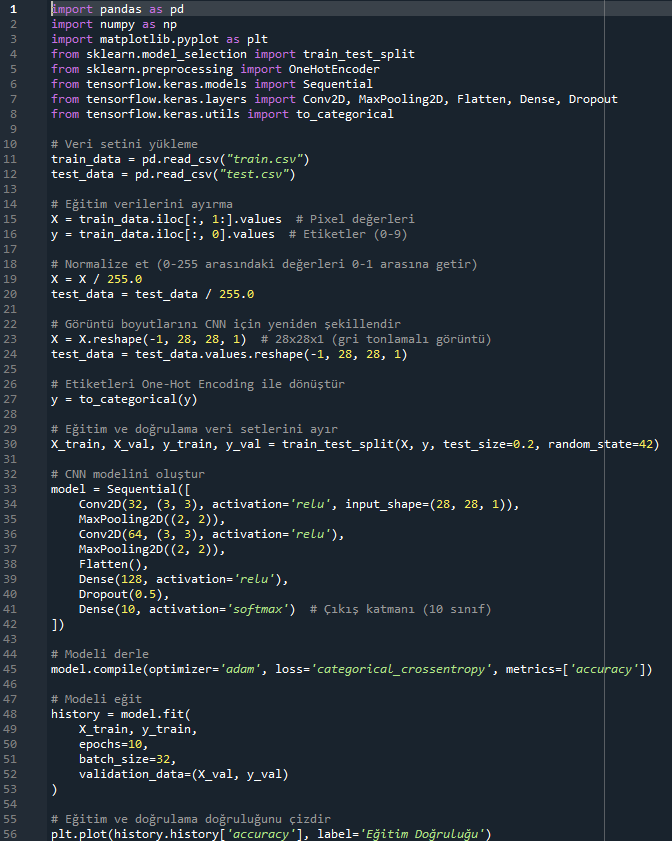 1 import pandas as pd
2 import numpy as np
3 import matplotlib.pyplot as plt
4 from sklearn.model_selection import train_test_split
5 from sklearn.preprocessing import OneHotEncoder
6 from tensorflow.keras.models import Sequential
7 from tensorflow.keras.layers import Conv2D, MaxPooling2D, Flatten, Dense, Dropout
8 from tensorflow.keras.utils import to_categorical
9
10 # Veri setini yükleme
11 train_data = pd.read_csv("train.csv")
12 test_data = pd.read_csv("test.csv")
13
14 # Eğitim verilerini ayırma
15 X = train_data.iloc[:, 1:].values  # Pixel değerleri
16 y = train_data.iloc[:, 0].values  # Etiketler (0-9)
17
18 # Normalize et (0-255 arasındaki değerleri 0-1 arasına getir)
19 X = X / 255.0
20 test_data = test_data / 255.0
21
22 # Görüntü boyutlarını CNN için yeniden şekillendir
23 X = X.reshape(-1, 28, 28, 1)  # 28x28x1 (gri tonlamalı görüntü)
24 test_data = test_data.values.reshape(-1, 28, 28, 1)
25
26 # Etiketleri One-Hot Encoding ile dönüştür
27 y = to_categorical(y)
28
29 # Eğitim ve doğrulama veri setlerini ayır
30 X_train, X_val, y_train, y_val = train_test_split(X, y, test_size=0.2, random_state=42)
31
32 # CNN modelini oluştur
33 model = Sequential([
34     Conv2D(32, (3, 3), activation='relu', input_shape=(28, 28, 1)),
35     MaxPooling2D((2, 2)),
36     Conv2D(64, (3, 3), activation='relu'),
37     MaxPooling2D((2, 2)),
38     Flatten(),
39     Dense(128, activation='relu'),
40     Dropout(0.5),
41     Dense(10, activation='softmax')  # Çıkış katmanı (10 sınıf)
42 ])
43
44 # Modeli derle
45 model.compile(optimizer='adam', loss='categorical_crossentropy', metrics=['accuracy'])
46
47 # Modeli eğit
48 history = model.fit(
49     X_train, y_train,
50     epochs=10,
51     batch_size=32,
52     validation_data=(X_val, y_val)
53 )
54
55 # Eğitim ve doğrulama doğruluğunu çizdir
56 plt.plot(history.history['accuracy'], label='Eğitim Doğruluğu')